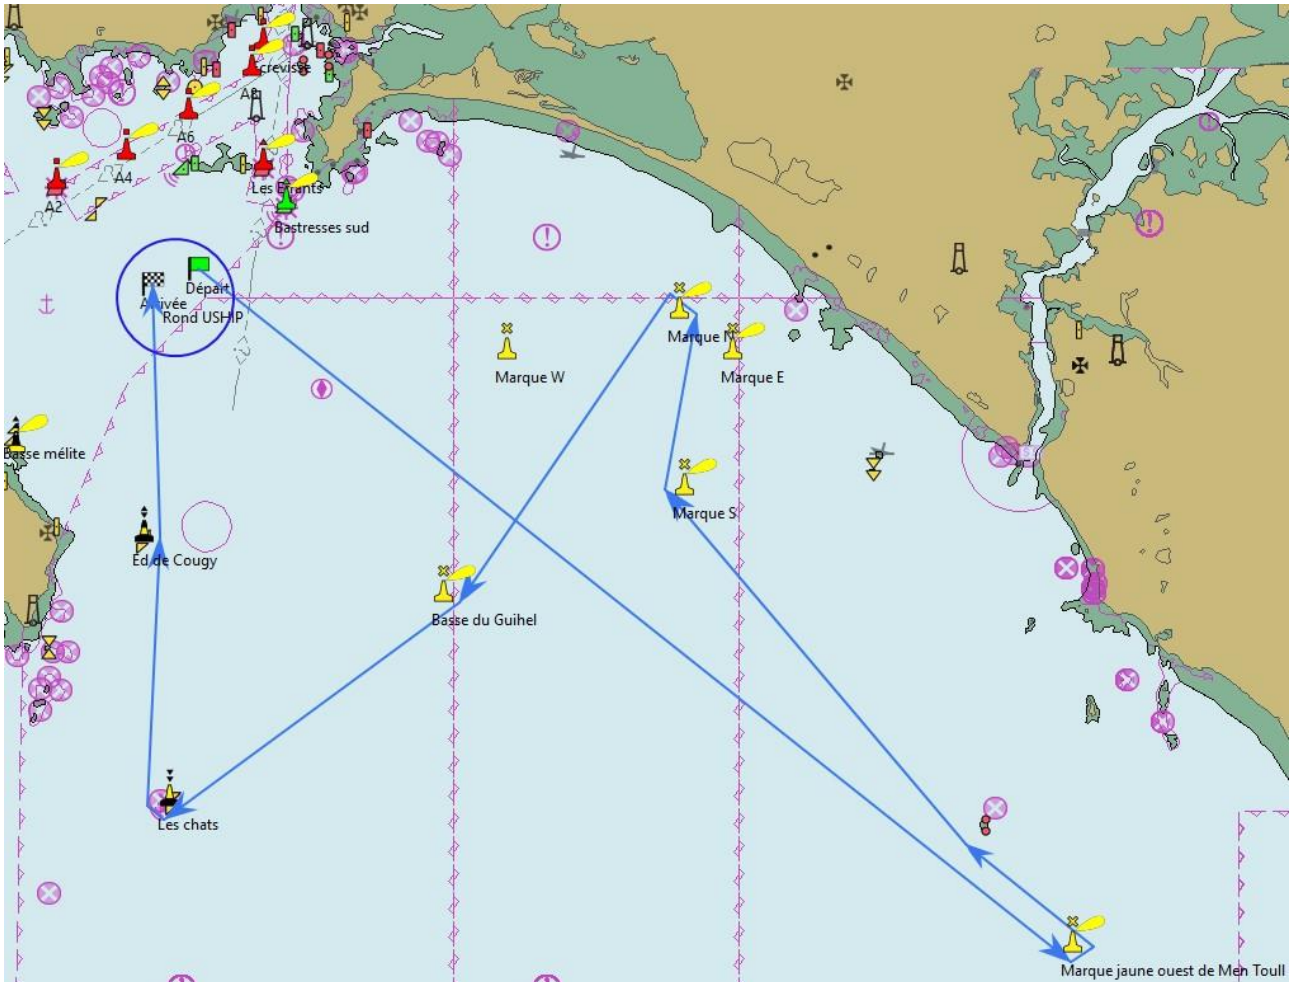 Ecrevisse
A8
A6
A4
A2
Les Errants
Bastresses sud
Départ
Arrivée
Rond USHIP
Marque N
Marque W
Marque E
Basse mélite
Marque S
Ed de Cougy
Basse du Guihel
Les chats
Marque jaune ouest de Men Toull